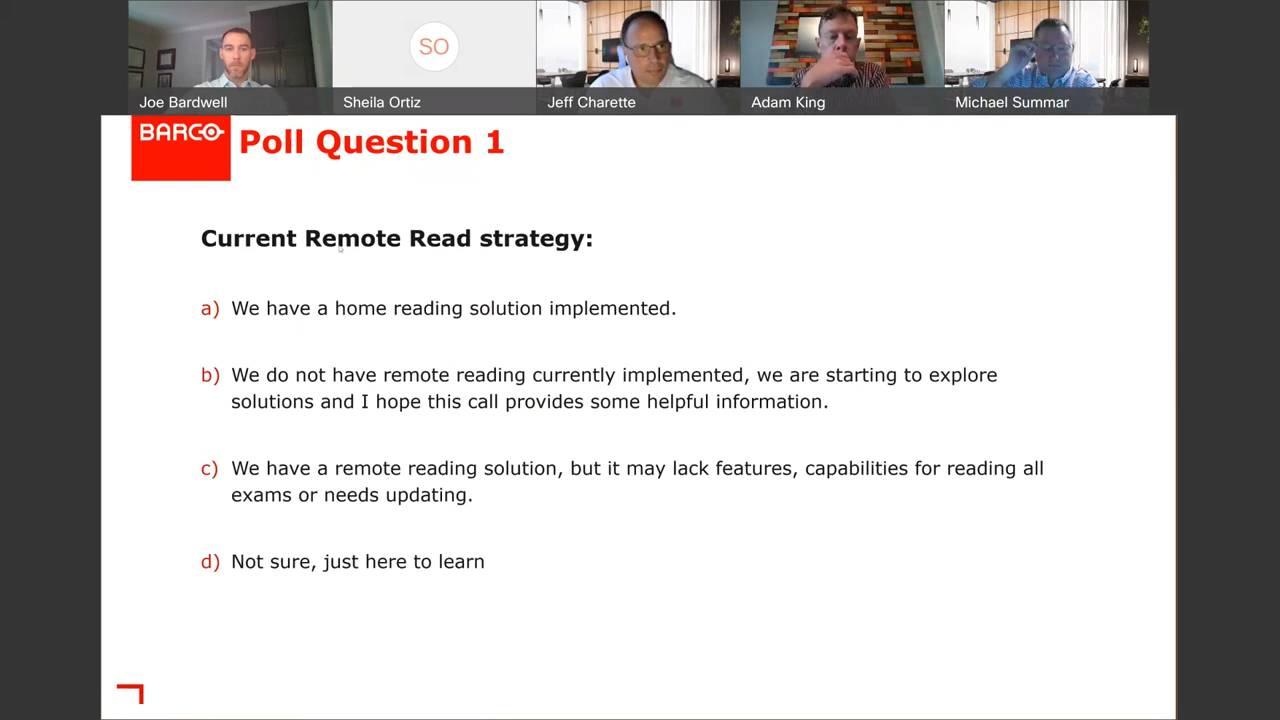 SO
Joe Bardwell
Sheila Ortiz
Jeff Charette
Adam King
Michael Summar
BARCO
Poll Question 1
Current Remote Read strategy:
a) We have a home reading solution implemented.
b) We do not have remote reading currently implemented, we are starting to explore
solutions and I hope this call provides some helpful information.
c) We have a remote reading solution, but it may lack features, capabilities for reading all
exams or needs updating.
d) Not sure, just here to learn